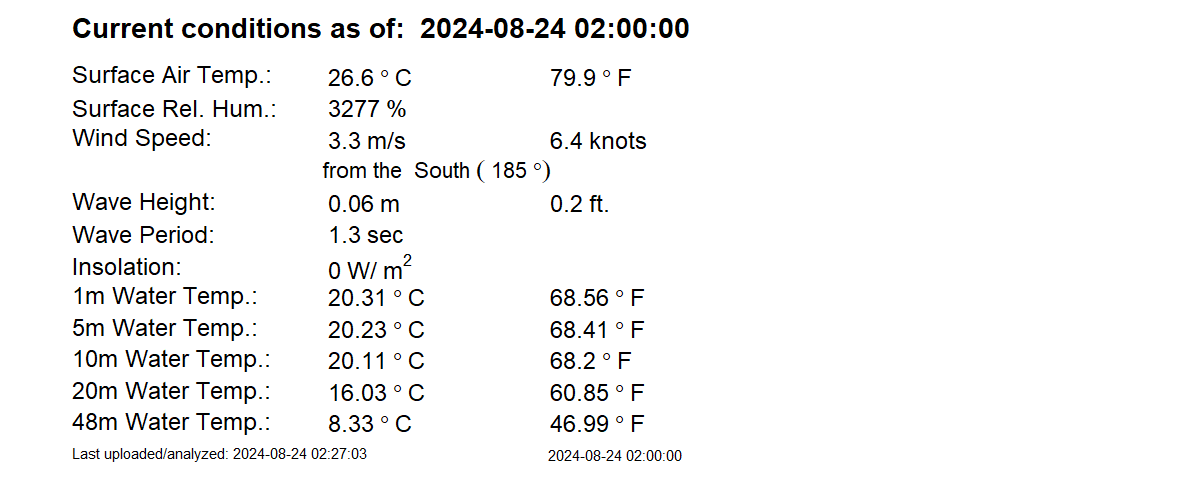 Current conditions as of: 2024-08-24 02:00:00
Surface Air Temp.: 26.6 ° C 79.9 ° F
Surface Rel. Hum.: 3277 %
Wind Speed: 3.3 m/s 6.4 knots
from the South ( 185 °)
Wave Height: 0.06 m 0.2 ft.
Wave Period: 1.3 sec
Insolation: 0 W/ m²
1m Water Temp.: 20.31 ° C 68.56 ° F
5m Water Temp.: 20.23 ° C 68.41 ° F
10m Water Temp.: 20.11 ° C 68.2 ° F
20m Water Temp.: 16.03 ° C 60.85 ° F
48m Water Temp.: 8.33 ° C 46.99 ° F
Last uploaded/analyzed: 2024-08-24 02:27:03 2024-08-24 02:00:00